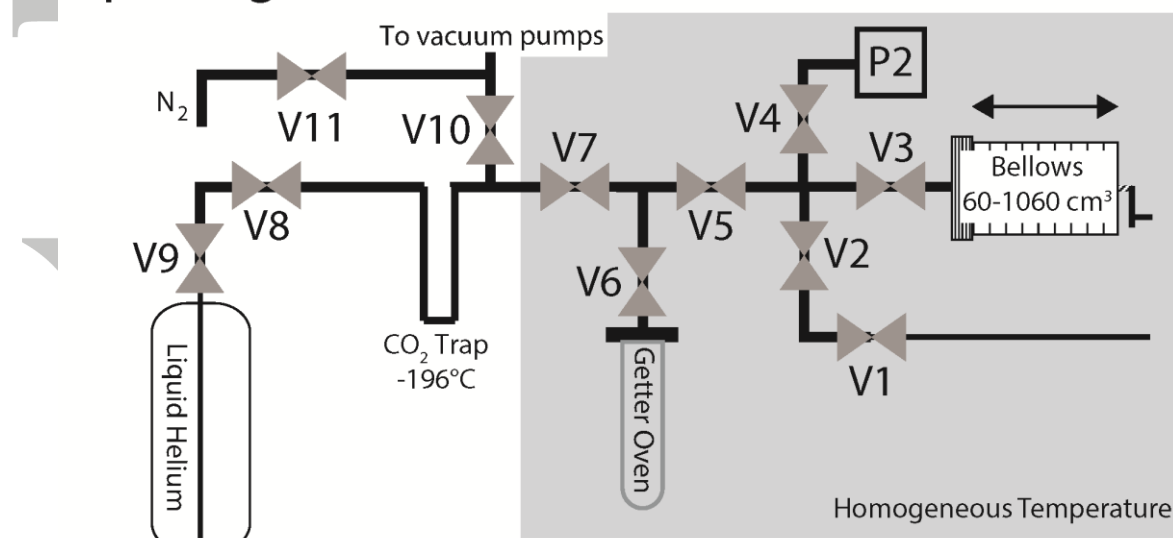 To vacuum pumps
P2
N2
V11
V10
V4
V7
V3
Bellows
60-1060 cm³
V8
V5
V2
V9
V6
CO2 Trap
-196°C
V1
Liquid Helium
Getter Oven
Homogeneous Temperature